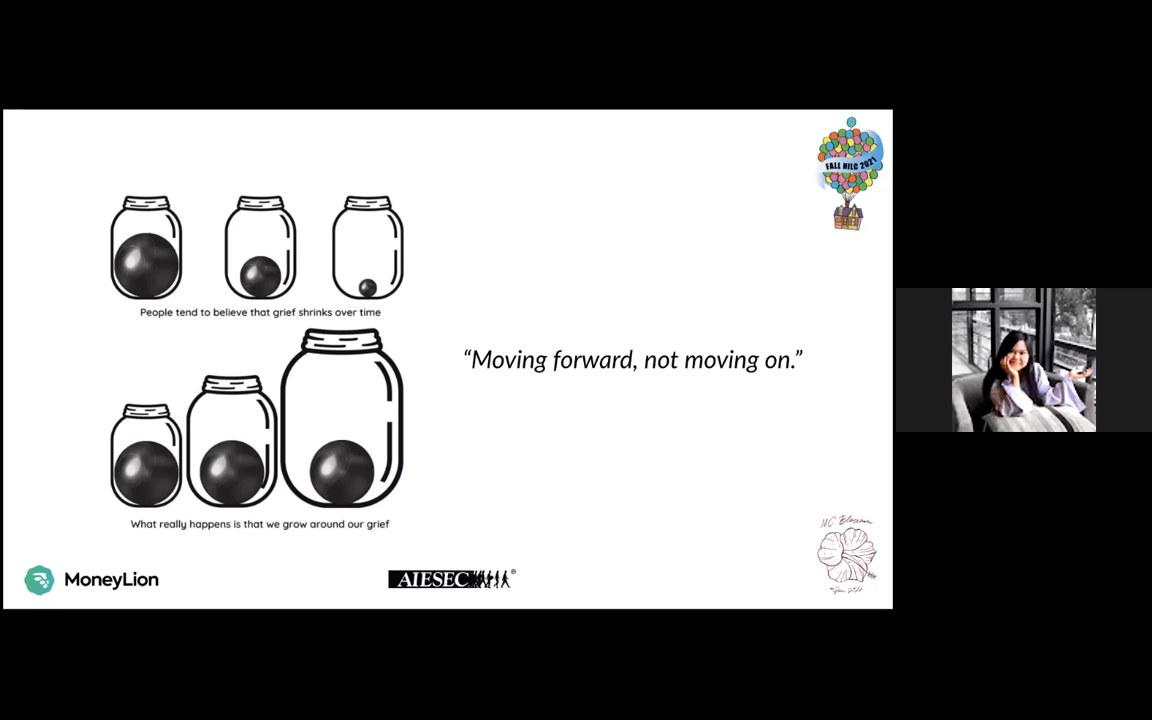 FALL NILC 2021
People tend to believe that grief shrinks over time
“Moving forward, not moving on.”
What really happens is that we grow around our grief
MC Blossom
MoneyLion
AIESEC®